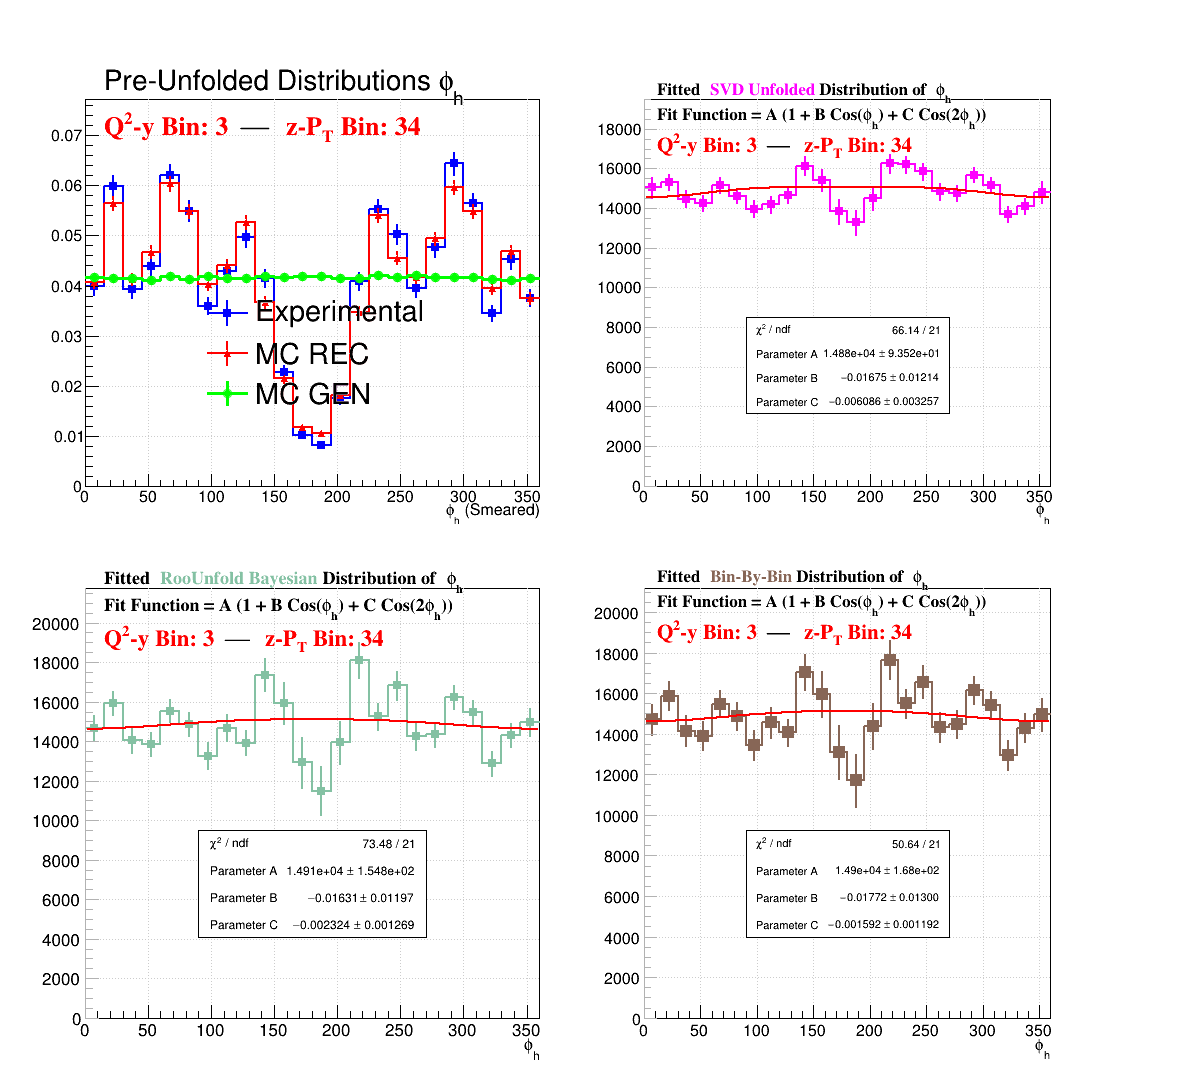 Pre-Unfolded Distributions ϕh
Q²-y Bin: 3 — z-PT Bin: 34
0.07
0.06
0.05
0.04
0.03
0.02
0.01
0
Experimental
MC REC
MC GEN
0 50 100 150 200 250 300 350
ϕh (Smeared)
Fitted SVD Unfolded Distribution of ϕh
Fit Function = A (1 + B Cos(ϕh) + C Cos(2ϕh))
Q²-y Bin: 3 — z-PT Bin: 34
18000
16000
14000
12000
10000
8000
6000
4000
2000
0
χ² / ndf 66.14 / 21
Parameter A 1.488e+04 ± 9.352e+01
Parameter B −0.01675 ± 0.01214
Parameter C −0.006086 ± 0.003257
0 50 100 150 200 250 300 350
ϕh
Fitted RooUnfold Bayesian Distribution of ϕh
Fit Function = A (1 + B Cos(ϕh) + C Cos(2ϕh))
Q²-y Bin: 3 — z-PT Bin: 34
20000
18000
16000
14000
12000
10000
8000
6000
4000
2000
0
χ² / ndf 73.48 / 21
Parameter A 1.491e+04 ± 1.548e+02
Parameter B −0.01631 ± 0.01197
Parameter C −0.002324 ± 0.001269
0 50 100 150 200 250 300 350
ϕh
Fitted Bin-By-Bin Distribution of ϕh
Fit Function = A (1 + B Cos(ϕh) + C Cos(2ϕh))
Q²-y Bin: 3 — z-PT Bin: 34
20000
18000
16000
14000
12000
10000
8000
6000
4000
2000
0
χ² / ndf 50.64 / 21
Parameter A 1.49e+04 ± 1.68e+02
Parameter B −0.01772 ± 0.01300
Parameter C −0.001592 ± 0.001192
0 50 100 150 200 250 300 350
ϕh